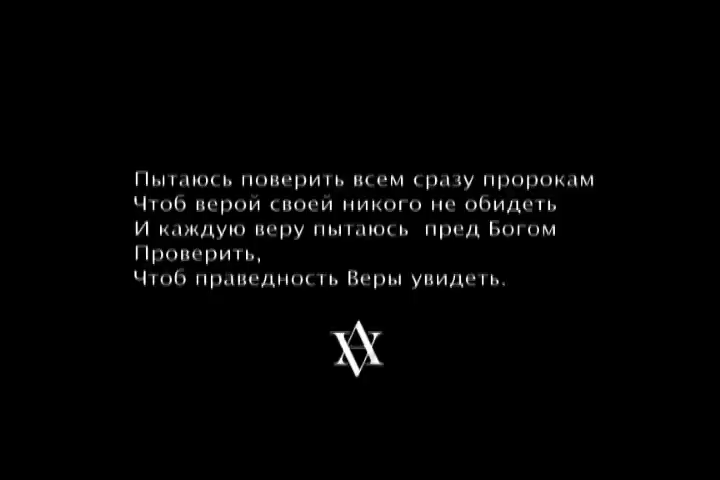 Пытаюсь поверить всем сразу пророкам
Чтоб верой своей никого не обидеть
И каждую веру пытаюсь пред Богом
Проверить,
Чтоб праведность Веры увидеть.